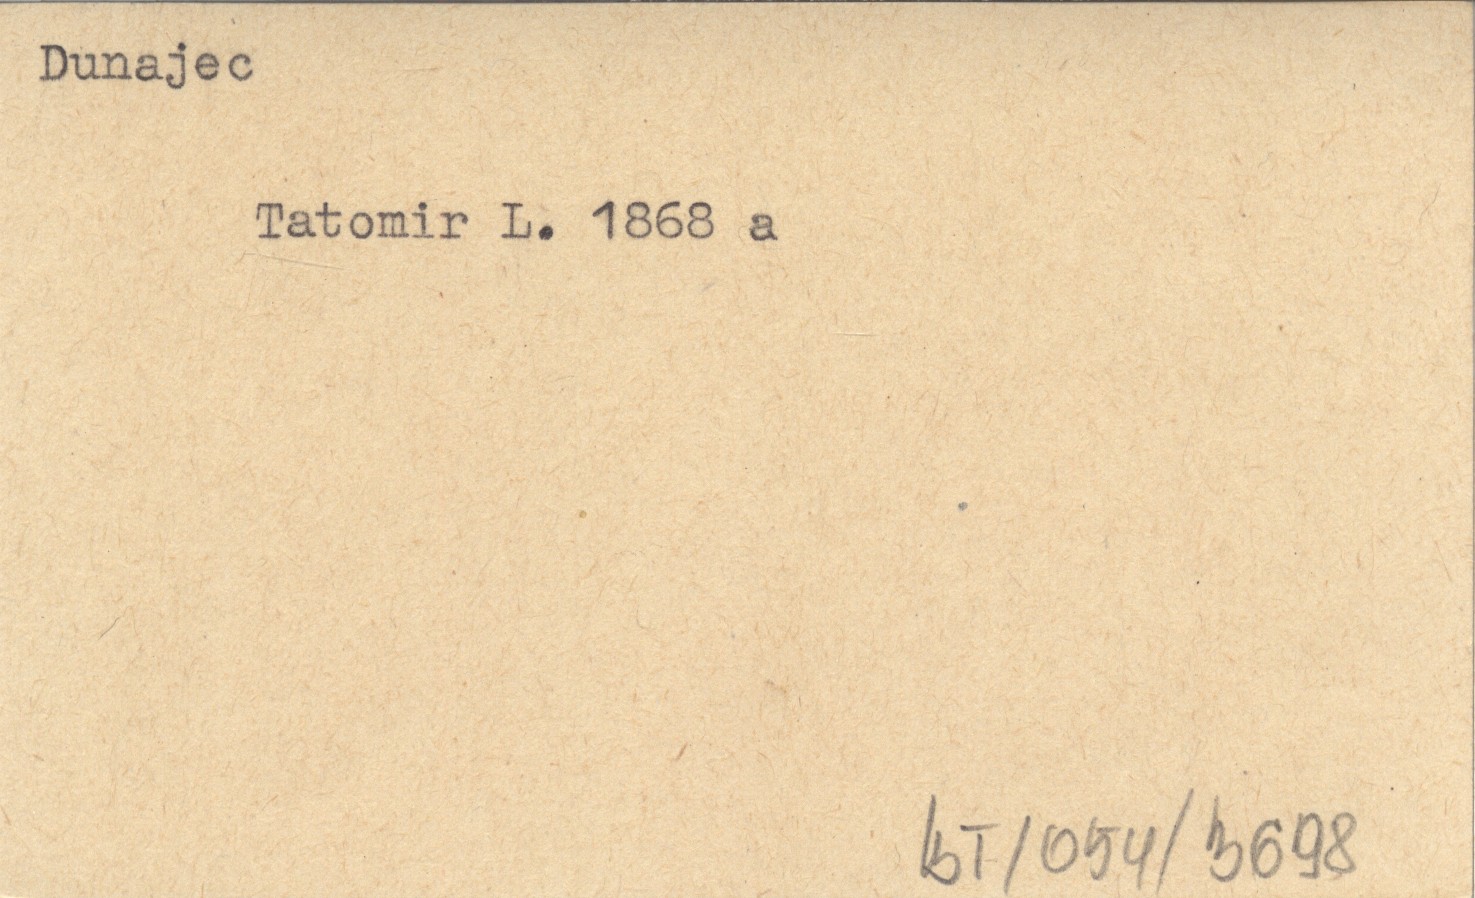 Dunajec
Tatomir L. 1868 a
BT/054/3698